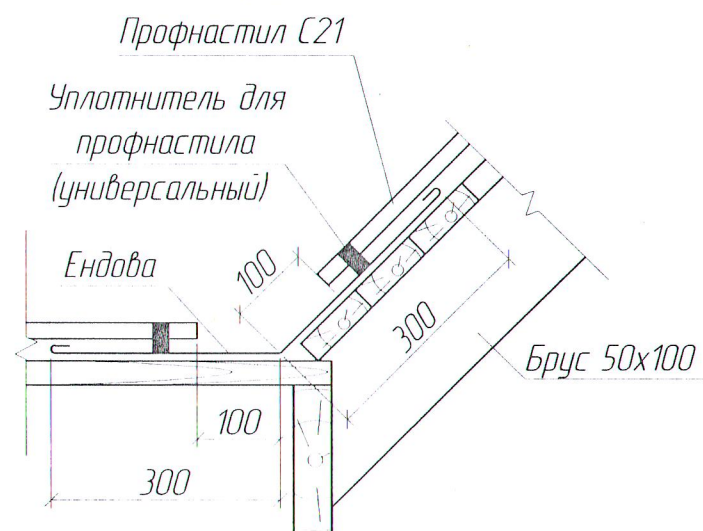 Профнастил С21
Уплотнитель для
профнастила
(универсальный)
Ендова
100
300
Брус 50х100
100
300